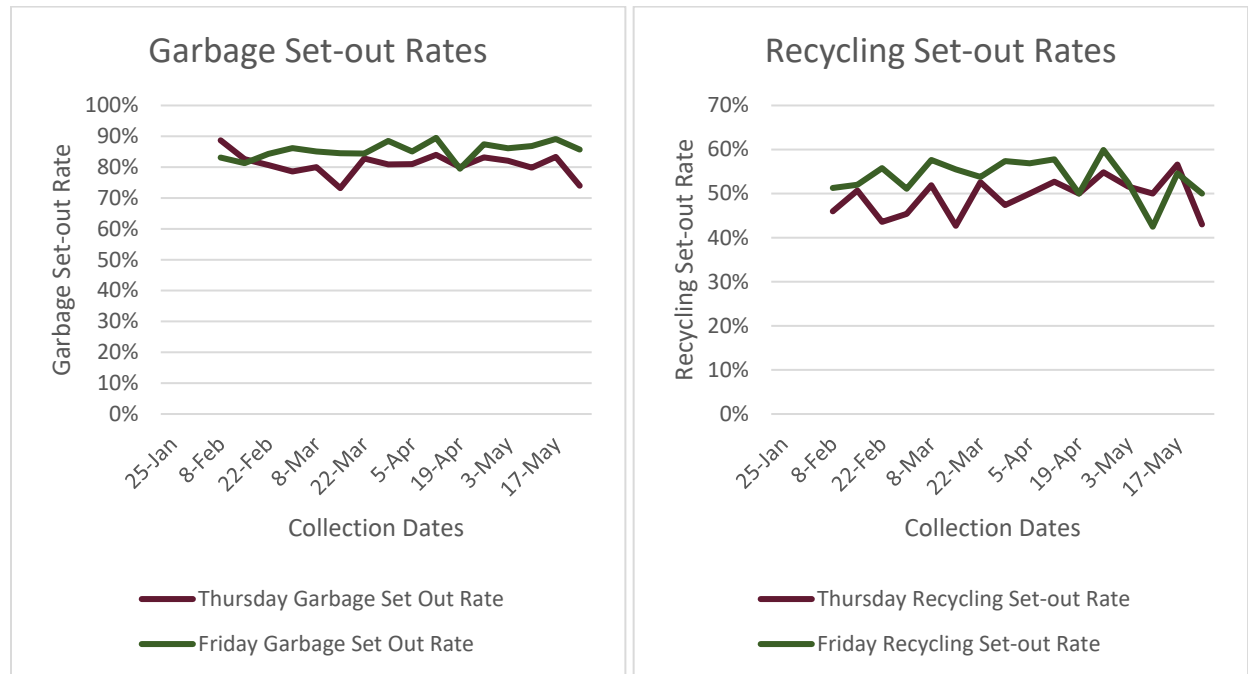 Garbage Set-out Rates
Garbage Set-out Rate
100%
90%
80%
70%
60%
50%
40%
30%
20%
10%
0%
25-Jan
8-Feb
22-Feb
8-Mar
22-Mar
5-Apr
19-Apr
3-May
17-May
Collection Dates
Thursday Garbage Set Out Rate
Friday Garbage Set Out Rate
Recycling Set-out Rates
Recycling Set-out Rate
70%
60%
50%
40%
30%
20%
10%
0%
25-Jan
8-Feb
22-Feb
8-Mar
22-Mar
5-Apr
19-Apr
3-May
17-May
Collection Dates
Thursday Recycling Set-out Rate
Friday Recycling Set-out Rate